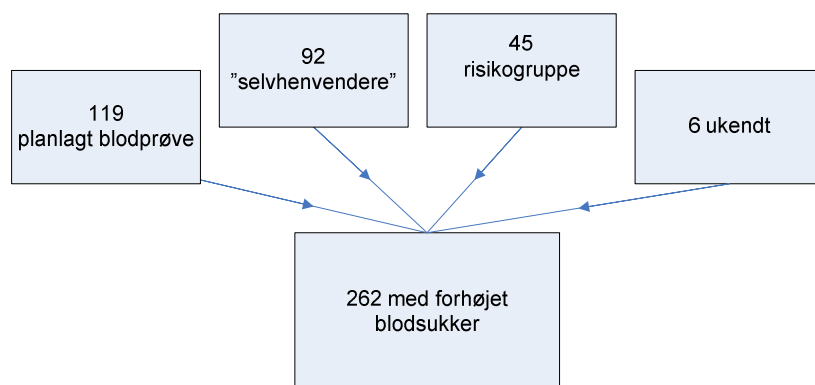 119
planlagt blodprøve
92
”selvhenvendere”
45
risikogruppe
6 ukendt
262 med forhøjet
blodsukker